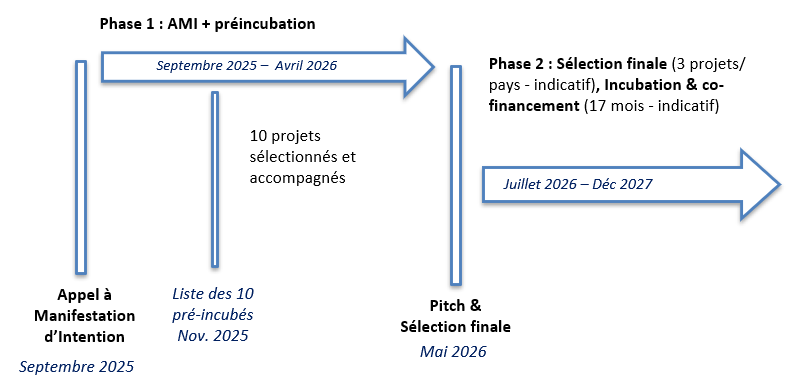 Phase 1 : AMI + préincubation
Septembre 2025 – Avril 2026
Phase 2 : Sélection finale (3 projets/
pays - indicatif), Incubation & co-
financement (17 mois - indicatif)
10 projets
sélectionnés et
accompagnés
Juillet 2026 – Déc 2027
Appel à
Manifestation
d’Intention
Septembre 2025
Liste des 10
pré-incubés
Nov. 2025
Pitch &
Sélection finale
Mai 2026